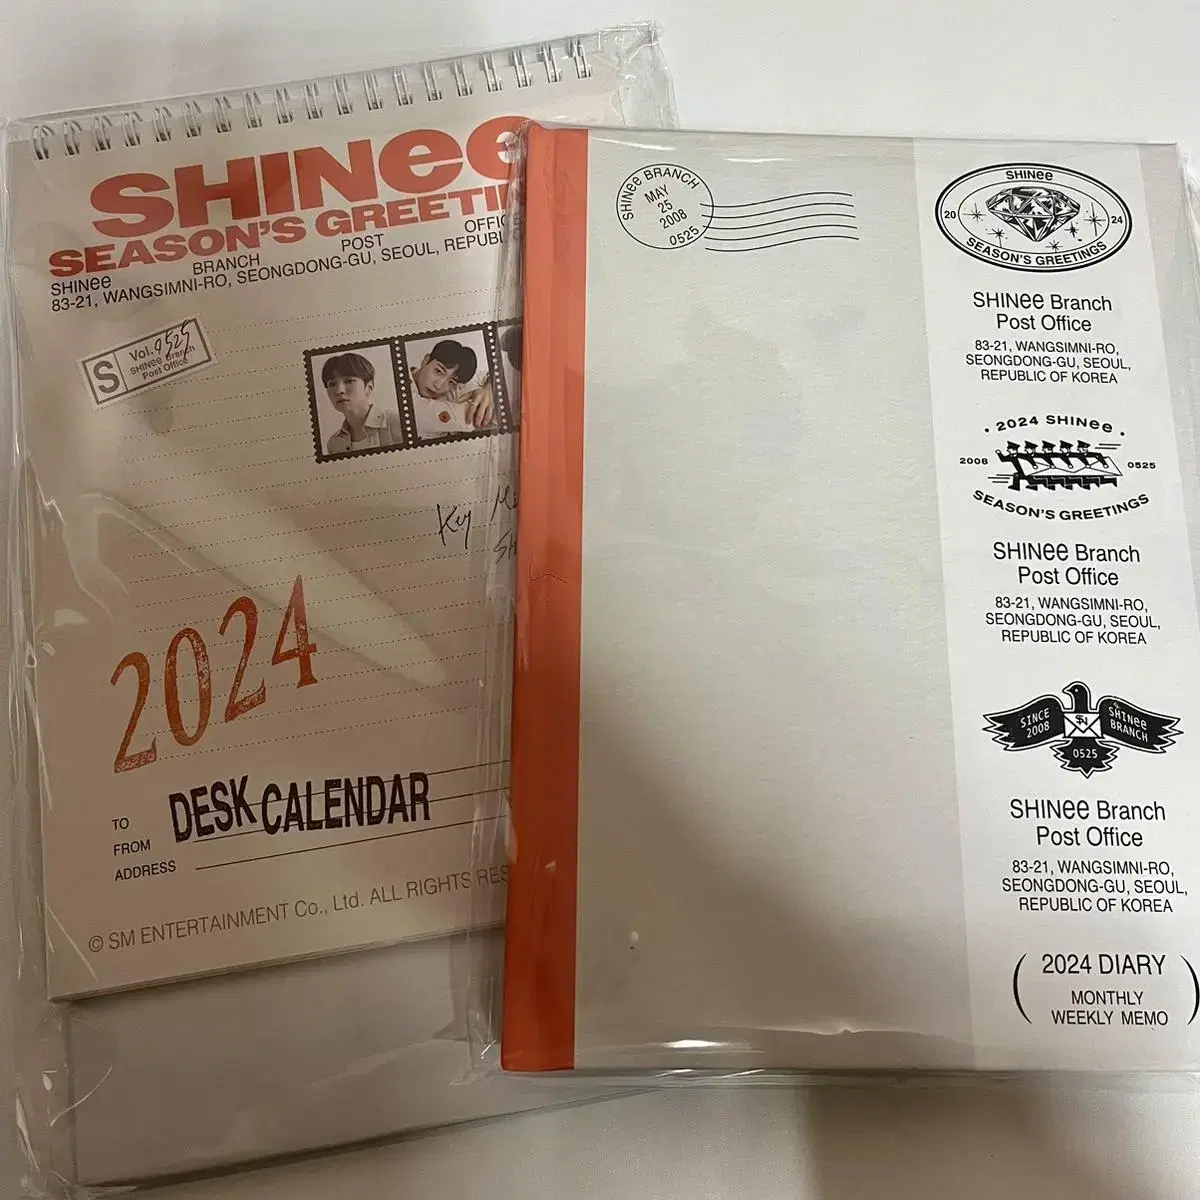 SHINee
SEASON'S GREETI
SHINee BRANCH POST OFFIC
83-21, WANGSIMNI-RO, SEONGDONG-GU, SEOUL, REPUBL
S
Vol. 0525
SHINee Branch
Post Office
Key Mi
SH
2024
TO
FROM
ADDRESS
DESK CALENDAR
© SM ENTERTAINMENT Co., Ltd. ALL RIGHTS RES
SHINee BRANCH
MAY
25
2008
0525
SHINee
20 24
SEASON'S GREETINGS
SHINee Branch
Post Office
83-21, WANGSIMNI-RO,
SEONGDONG-GU, SEOUL,
REPUBLIC OF KOREA
· 2024 SHINee ·
2008 0525
SEASON'S GREETINGS
SHINee Branch
Post Office
83-21, WANGSIMNI-RO,
SEONGDONG-GU, SEOUL,
REPUBLIC OF KOREA
SINCE
2008
SHINee
BRANCH
0525
SHINee Branch
Post Office
83-21, WANGSIMNI-RO,
SEONGDONG-GU, SEOUL,
REPUBLIC OF KOREA
( 2024 DIARY
MONTHLY
WEEKLY MEMO )